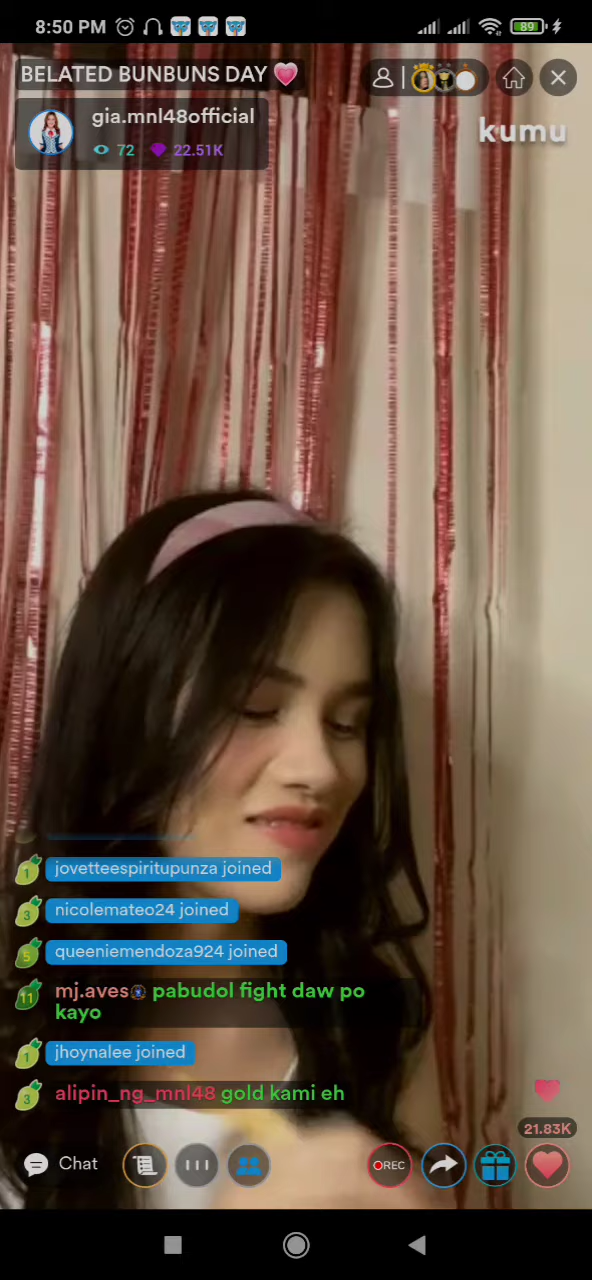 8:50 PM
89
BELATED BUNBUNS DAY
gia.mnl48official
72
22.51K
kumu
1 jovetteespiritupunza joined
3 nicolemateo24 joined
5 queeniemendoza924 joined
11 mj.aves pabudol fight daw po
kayo
1 jhoynalee joined
3 alipin_ng_mnl48 gold kami eh
21.83K
Chat
REC